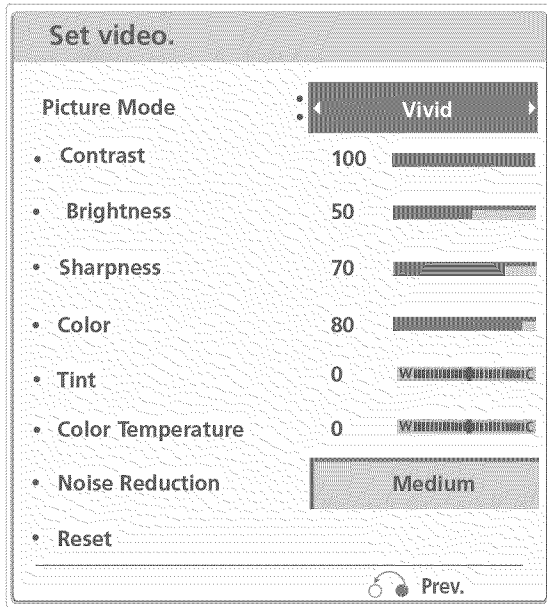 Set video.
Picture Mode : Vivid
• Contrast 100
• Brightness 50
• Sharpness 70
• Color 80
• Tint 0 W C
• Color Temperature 0 W C
• Noise Reduction Medium
• Reset
Prev.